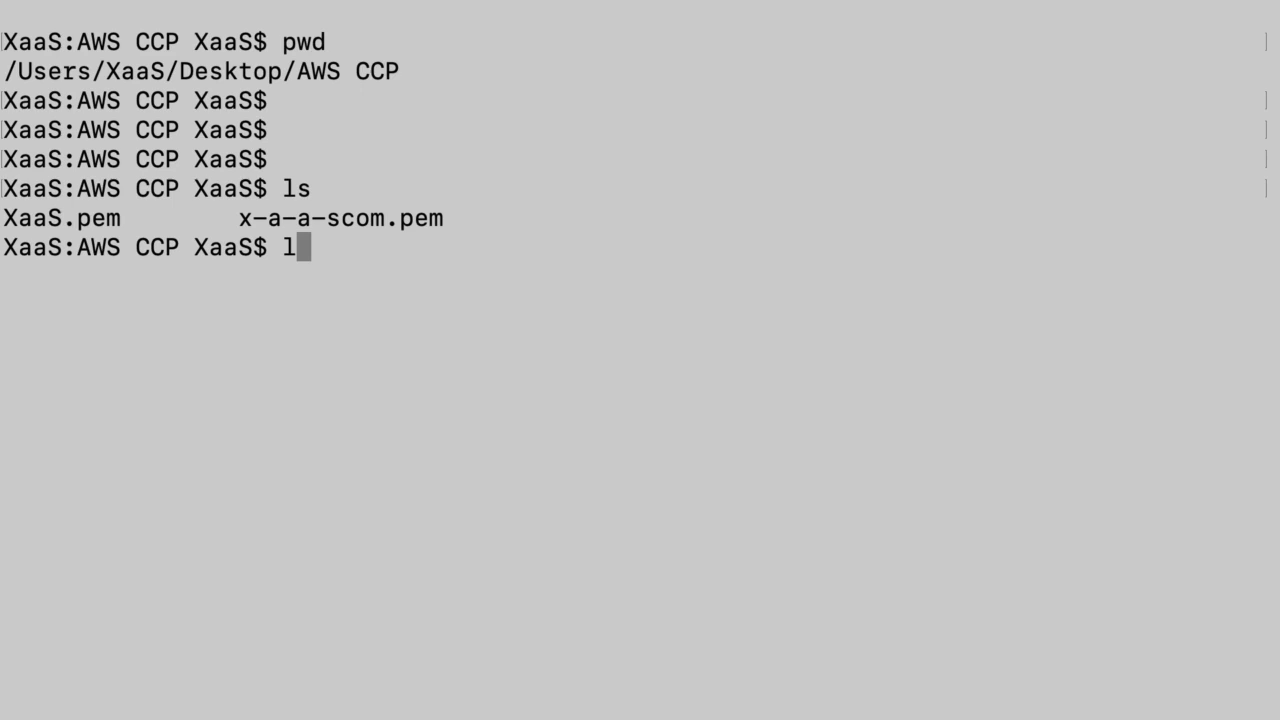 XaaS:AWS CCP XaaS$ pwd
/Users/XaaS/Desktop/AWS CCP
XaaS:AWS CCP XaaS$
XaaS:AWS CCP XaaS$
XaaS:AWS CCP XaaS$
XaaS:AWS CCP XaaS$ ls
XaaS.pem        x-a-a-scom.pem
XaaS:AWS CCP XaaS$ l